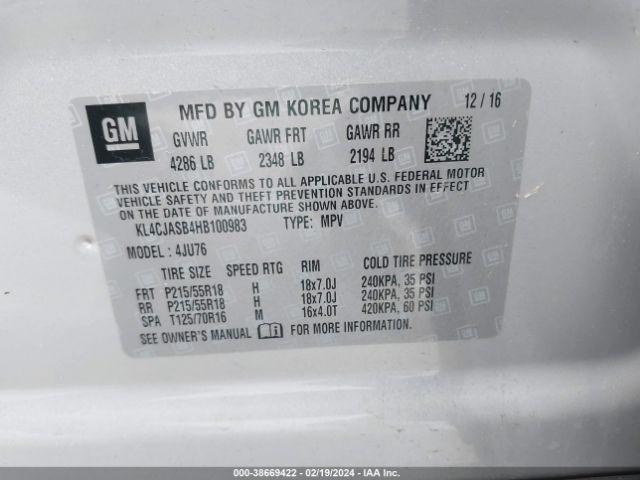 GM
MFD BY GM KOREA COMPANY 12 / 16
GVWR GAWR FRT GAWR RR
4286 LB 2348 LB 2194 LB
THIS VEHICLE CONFORMS TO ALL APPLICABLE U.S. FEDERAL MOTOR
VEHICLE SAFETY AND THEFT PREVENTION STANDARDS IN EFFECT
ON THE DATE OF MANUFACTURE SHOWN ABOVE.
KL4CJASB4HB100983 TYPE: MPV
MODEL: 4JU76
TIRE SIZE SPEED RTG RIM COLD TIRE PRESSURE
FRT P215/55R18 H 18x7.0J 240KPA, 35 PSI
RR P215/55R18 H 18x7.0J 240KPA, 35 PSI
SPA T125/70R16 M 16x4.0T 420KPA, 60 PSI
SEE OWNER'S MANUAL FOR MORE INFORMATION.
000-38669422 - 02/19/2024 - IAA Inc.